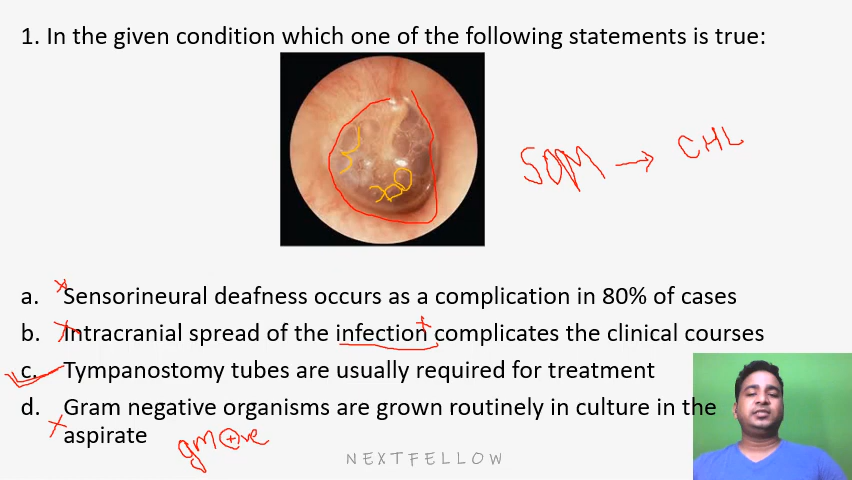 1. In the given condition which one of the following statements is true:
SOM → CHL
a. Sensorineural deafness occurs as a complication in 80% of cases
b. Intracranial spread of the infection complicates the clinical courses
c. Tympanostomy tubes are usually required for treatment
d. Gram negative organisms are grown routinely in culture in the
aspirate
gm +ve
NEXTFELLOW